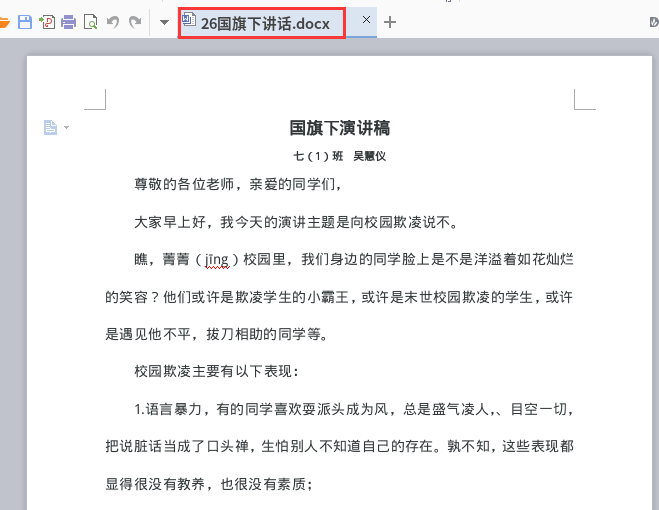 26国旗下讲话.docx
国旗下演讲稿
七（1）班 吴慧仪
尊敬的各位老师，亲爱的同学们，
大家早上好，我今天的演讲主题是向校园欺凌说不。
瞧，菁菁（jīng）校园里，我们身边的同学脸上是不是洋溢着如花灿烂
的笑容？他们或许是欺凌学生的小霸王，或许是末世校园欺凌的学生，或许
是遇见他不平，拔刀相助的同学等。
校园欺凌主要有以下表现：
1.语言暴力，有的同学喜欢耍派头成为风，总是盛气凌人，、目空一切，
把说脏话当成了口头禅，生怕别人不知道自己的存在。孰不知，这些表现都
显得很没有教养，也很没有素质；